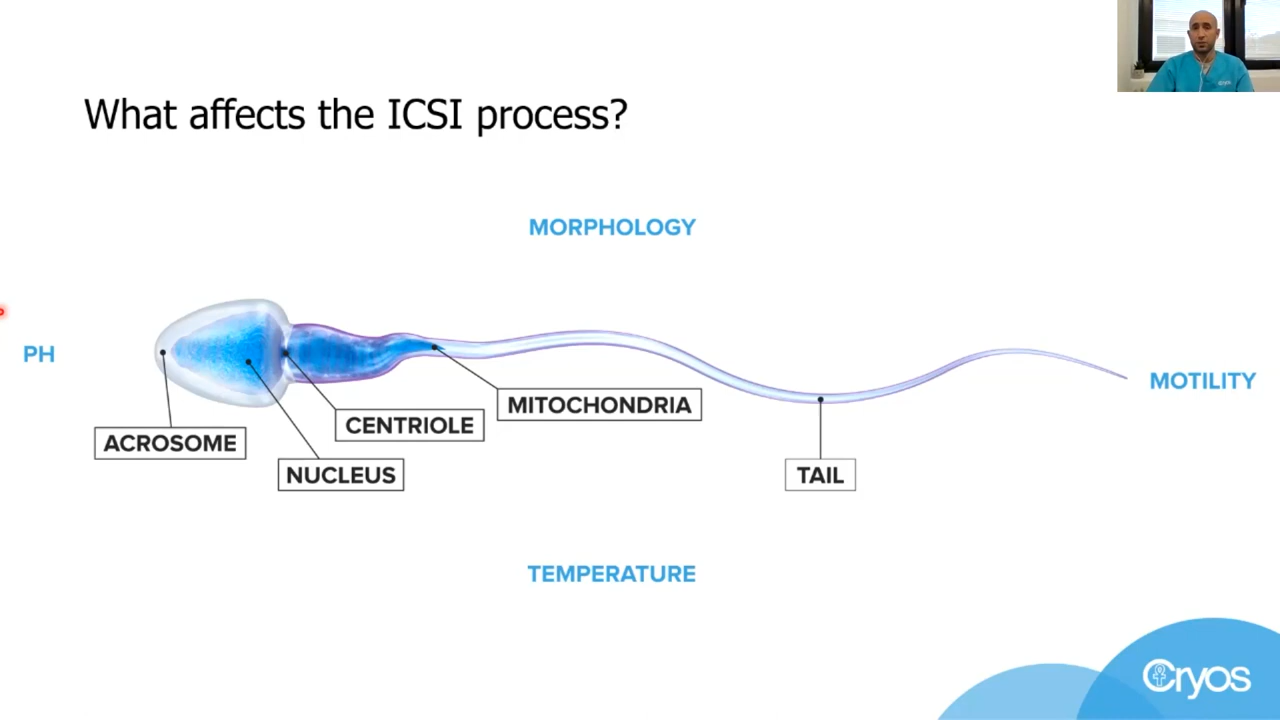 What affects the ICSI process?
MORPHOLOGY
PH
MOTILITY
MITOCHONDRIA
CENTRIOLE
ACROSOME
NUCLEUS
TAIL
TEMPERATURE
Cryos